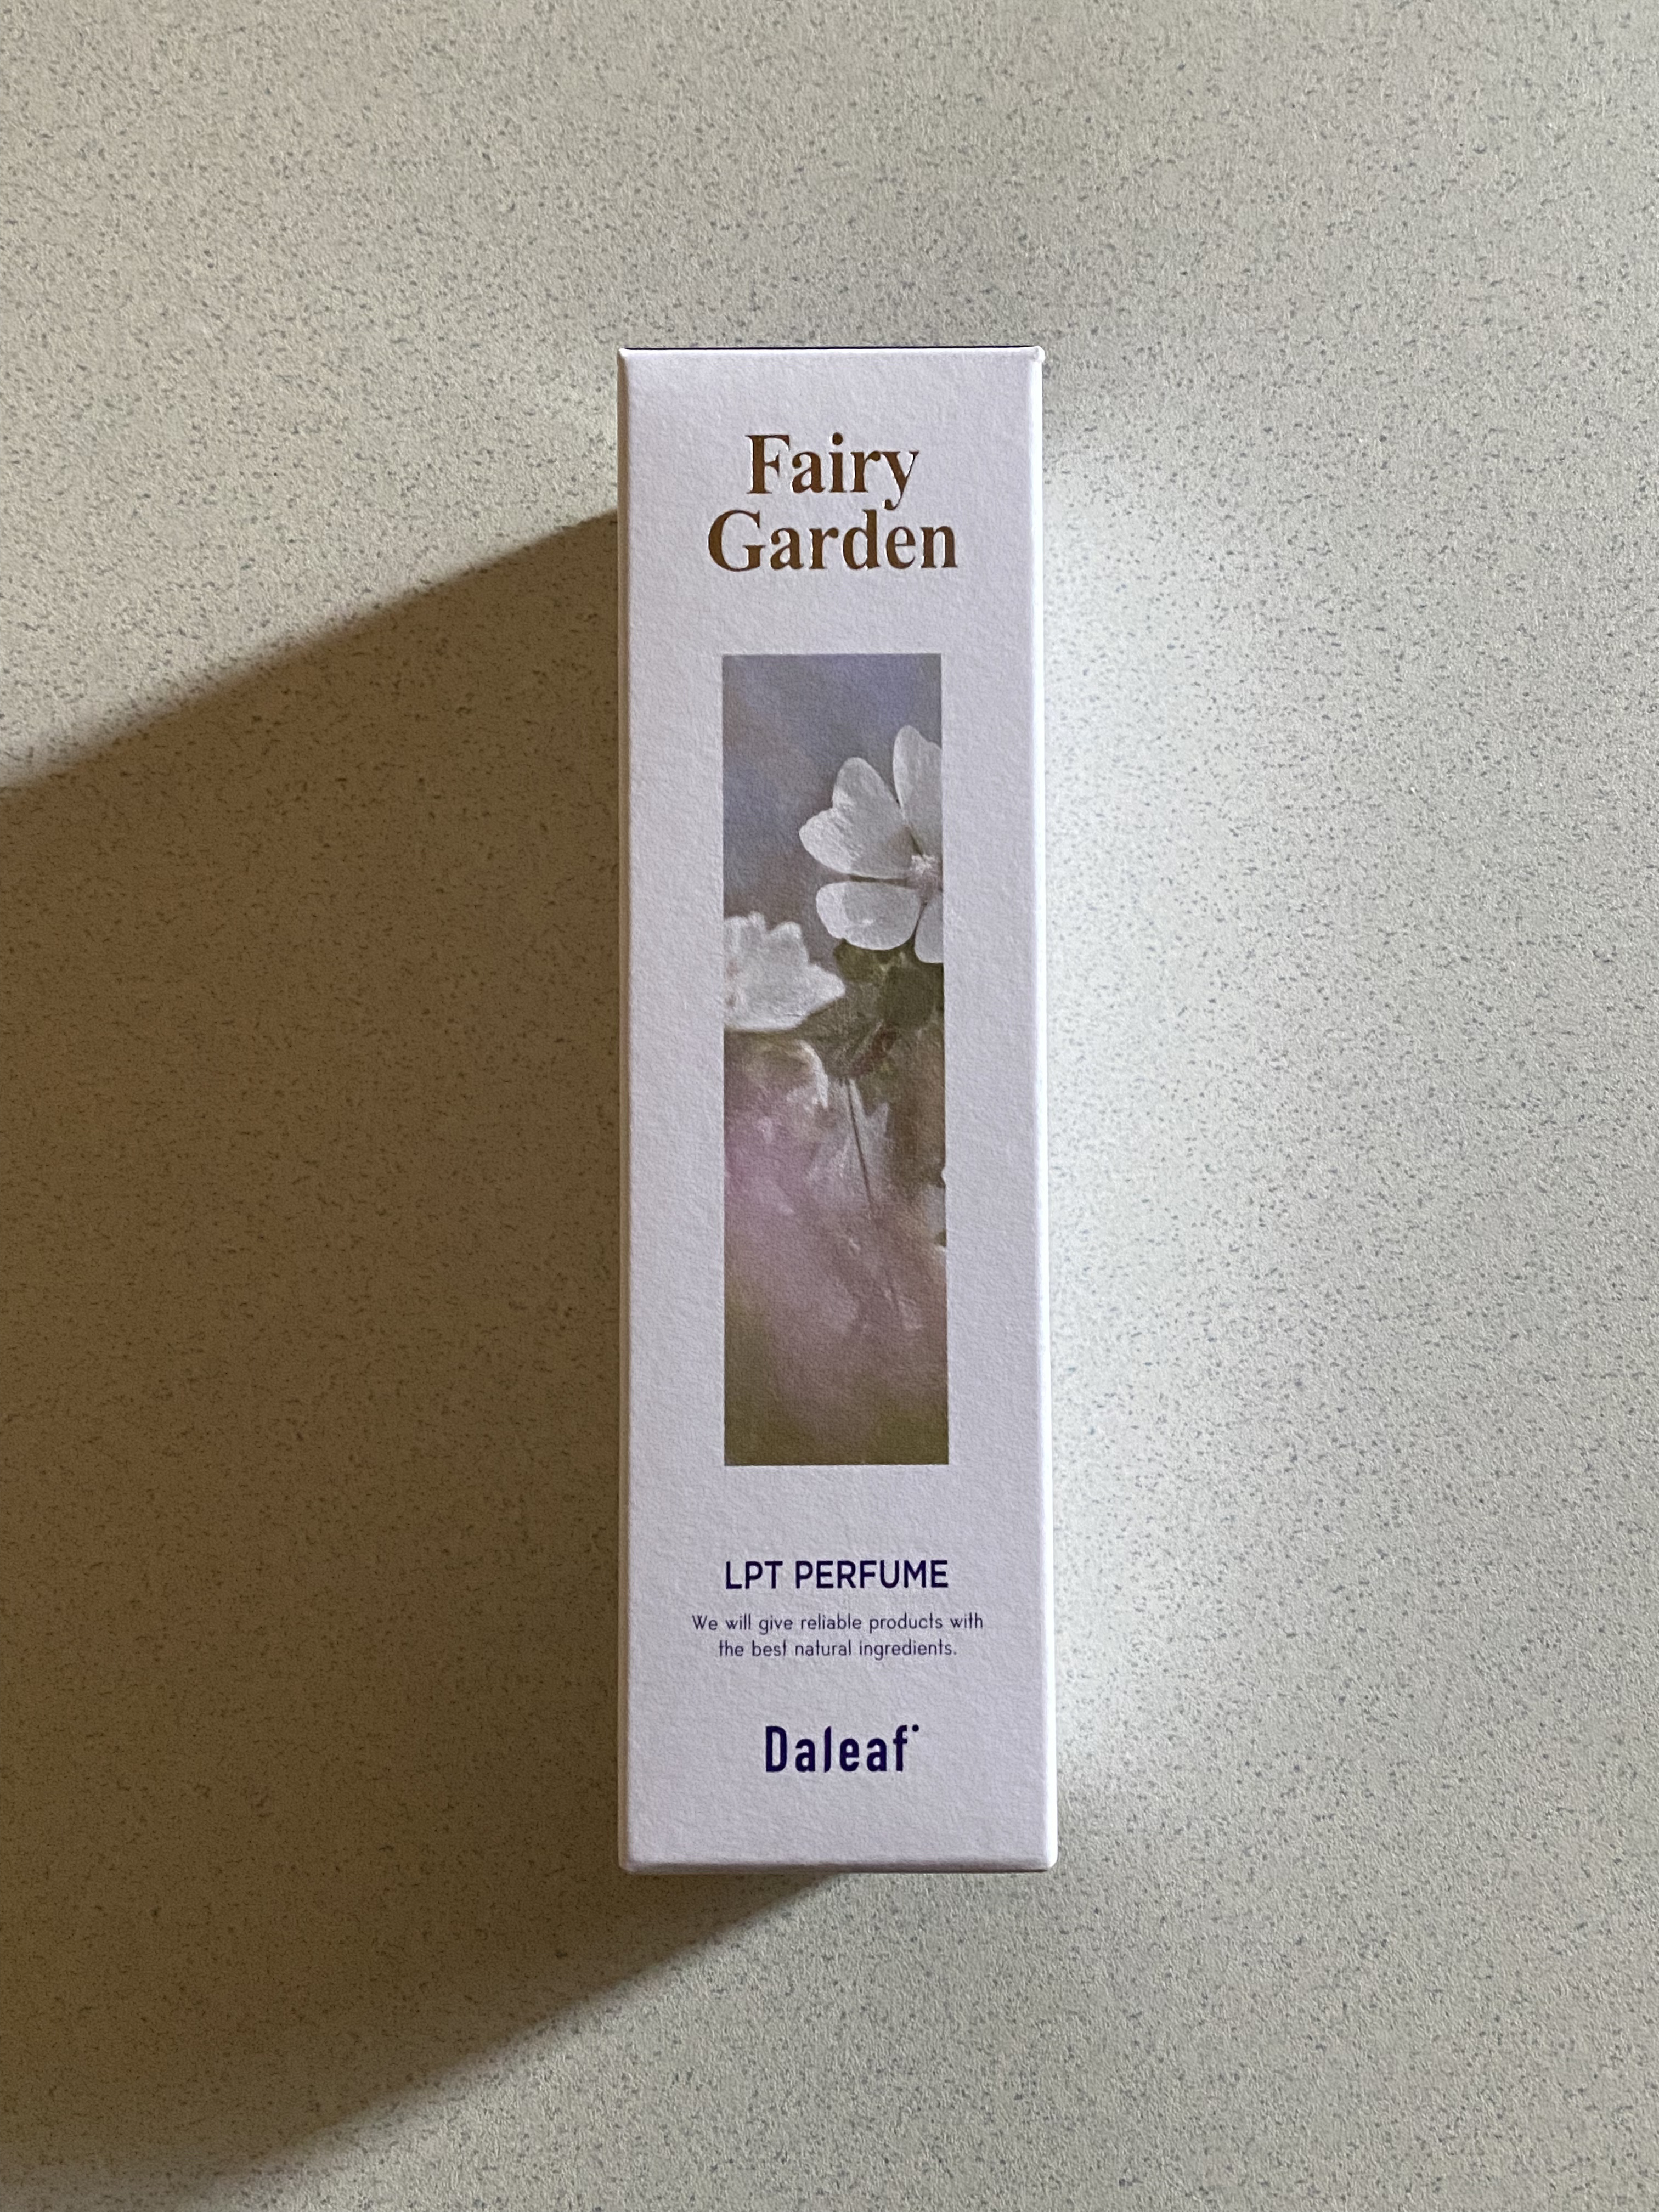 Fairy
Garden
LPT PERFUME
We will give reliable products with
the best natural ingredients.
Daleaf